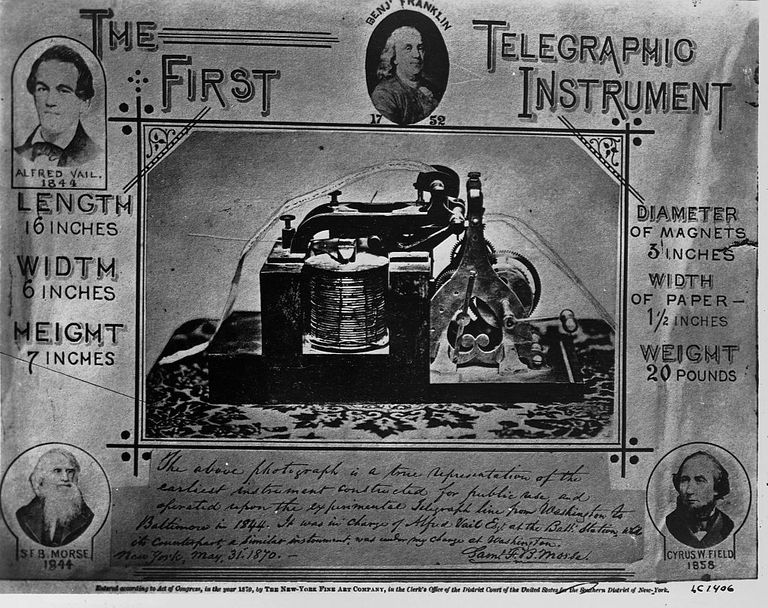 THE FIRST
BENJ' FRANKLIN
1752
TELEGRAPHIC INSTRUMENT
ALFRED VAIL.
1844
LENGTH
16 INCHES
WIDTH
6 INCHES
HEIGHT
7 INCHES
DIAMETER
OF MAGNETS
3 INCHES
WIDTH
OF PAPER-
1½ INCHES
WEIGHT
20 POUNDS
The above photograph is a true representation of the
earliest instrument constructed for public use, and
operated upon the experimental Telegraph line from Washington to
Baltimore in 1844. It was in charge of Alfred Vail Esq at the Balt. Station, and
its Counterpart, a similar instrument, was under my charge at Washington.
New York, May, 31. 1870. - Saml. F. B. Morse.
S.F.B. MORSE.
1844
CYRUS W. FIELD
1858
Entered according to Act of Congress, in the year 1870, by THE NEW-YORK FINE ART COMPANY, in the Clerk's Office of the District Court of the United States for the Southern District of New-York.
LC 1406